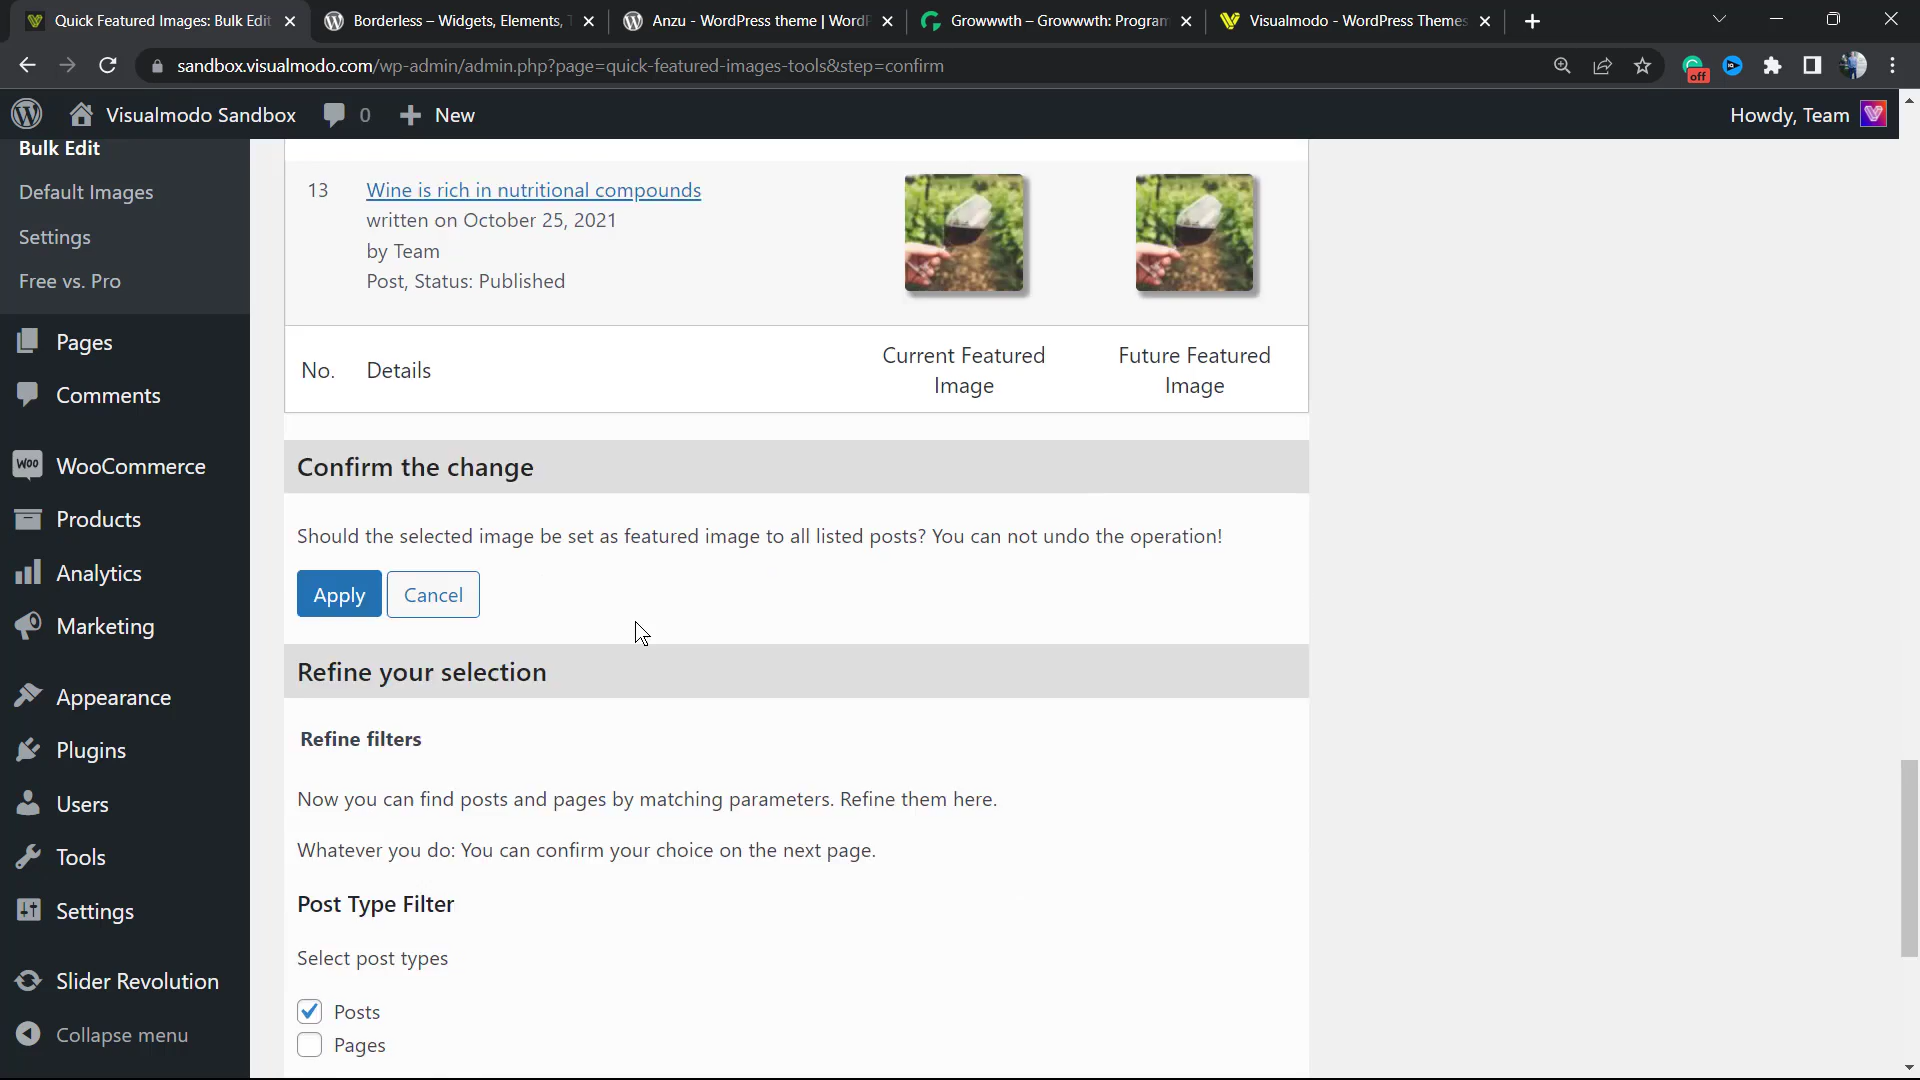 Quick Featured Images: Bulk Edit
Borderless – Widgets, Elements, T
Anzu - WordPress theme | WordP
Growwwth – Growwwth: Program
Visualmodo - WordPress Themes
sandbox.visualmodo.com/wp-admin/admin.php?page=quick-featured-images-tools&step=confirm
off
Visualmodo Sandbox
0
New
Howdy, Team
Bulk Edit
Default Images
Settings
Free vs. Pro
Pages
Comments
WooCommerce
Products
Analytics
Marketing
Appearance
Plugins
Users
Tools
Settings
Slider Revolution
Collapse menu
13
Wine is rich in nutritional compounds
written on October 25, 2021
by Team
Post, Status: Published
No.
Details
Current Featured
Image
Future Featured
Image
Confirm the change
Should the selected image be set as featured image to all listed posts? You can not undo the operation!
Apply
Cancel
Refine your selection
Refine filters
Now you can find posts and pages by matching parameters. Refine them here.
Whatever you do: You can confirm your choice on the next page.
Post Type Filter
Select post types
Posts
Pages